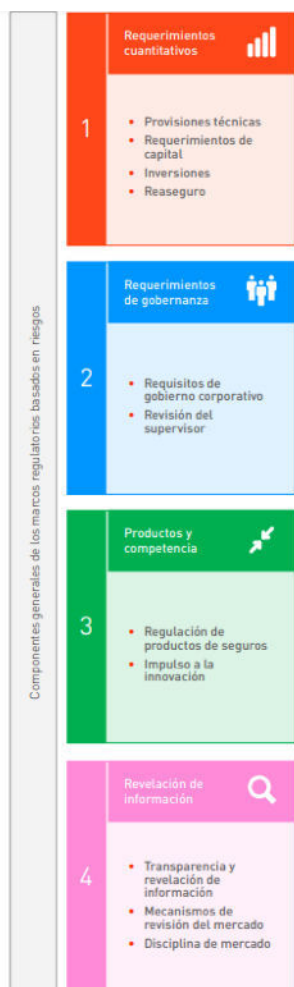 Componentes generales de los marcos regulatorios basados en riesgos
1
Requerimientos
cuantitativos
• Provisiones técnicas
• Requerimientos de
capital
• Inversiones
• Reaseguro
2
Requerimientos
de gobernanza
• Requisitos de
gobierno corporativo
• Revisión del
supervisor
3
Productos y
competencia
• Regulación de
productos de seguros
• Impulso a la
innovación
4
Revelación de
información
• Transparencia y
revelación de
información
• Mecanismos de
revisión del mercado
• Disciplina de mercado